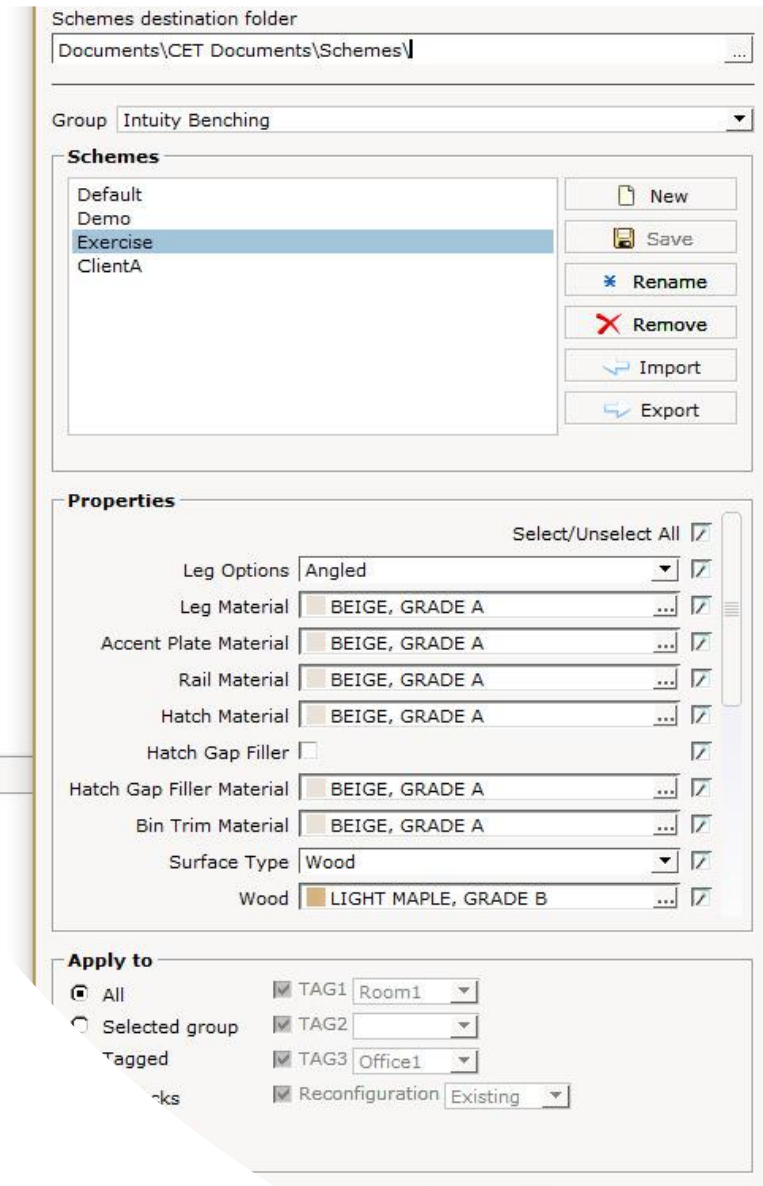 Schemes destination folder
Documents\CET Documents\Schemes\
...
Group Intuity Benching
Schemes
Default
New
Demo
Save
Exercise
ClientA
Rename
Remove
Import
Export
Properties
Select/Unselect All
Leg Options Angled
Leg Material BEIGE, GRADE A ...
Accent Plate Material BEIGE, GRADE A ...
Rail Material BEIGE, GRADE A ...
Hatch Material BEIGE, GRADE A ...
Hatch Gap Filler
Hatch Gap Filler Material BEIGE, GRADE A ...
Bin Trim Material BEIGE, GRADE A ...
Surface Type Wood
Wood LIGHT MAPLE, GRADE B ...
Apply to
All TAG1 Room1
Selected group TAG2
Tagged TAG3 Office1
Reconfiguration Existing